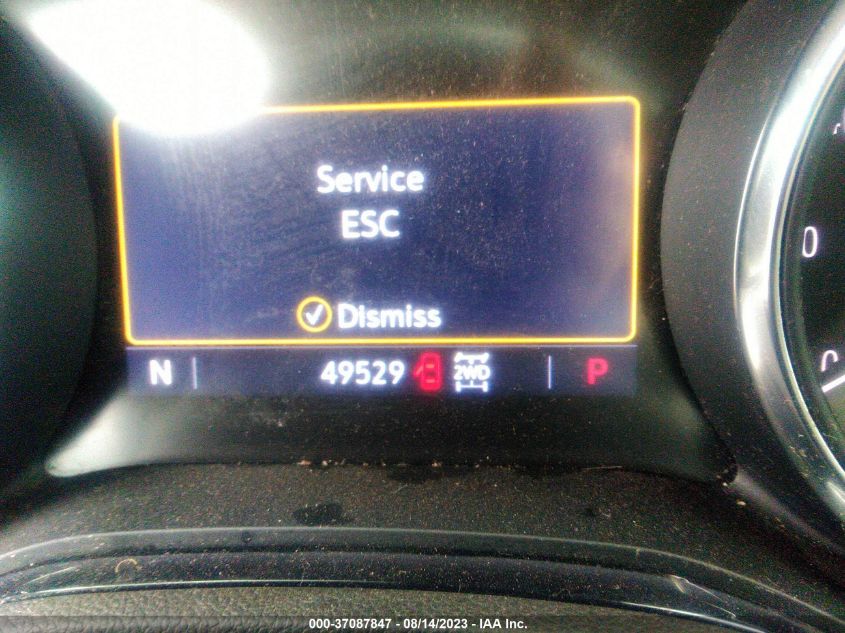 Service
ESC
Dismiss
N 49529 2WD P
0
000-37087847 - 08/14/2023 - IAA Inc.